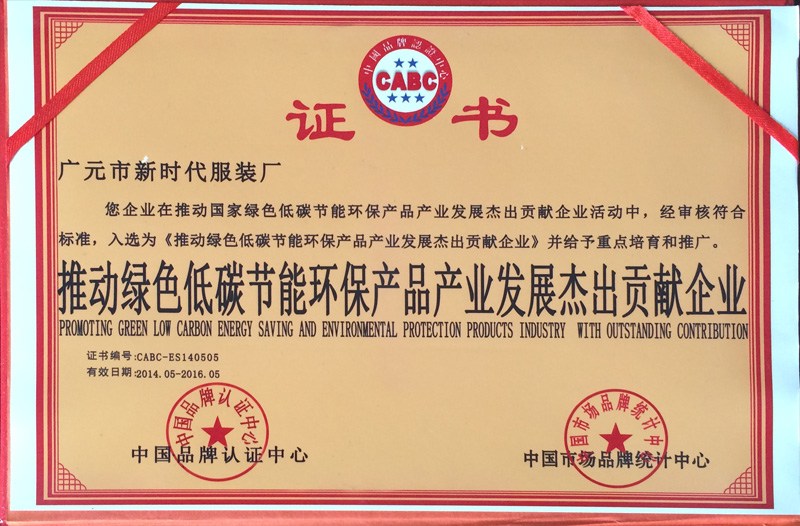 中國品牌認證中心
CABC
证书
广元市新时代服装厂
您企业在推动国家绿色低碳节能环保产品产业发展杰出贡献企业活动中，经审核符合
标准，入选为《推动绿色低碳节能环保产品产业发展杰出贡献企业》并给予重点培育和推广。
推动绿色低碳节能环保产品产业发展杰出贡献企业
PROMOTING GREEN LOW CARBON ENERGY SAVING AND ENVIRONMENTAL PROTECTION PRODUCTS INDUSTRY WITH OUTSTANDING CONTRIBUTION
证书编号:CABC-ES140505
有效日期:2014.05-2016.05
中国品牌认证中心
中国市场品牌统计中心
中国品牌认证中心
中国市场品牌统计中心